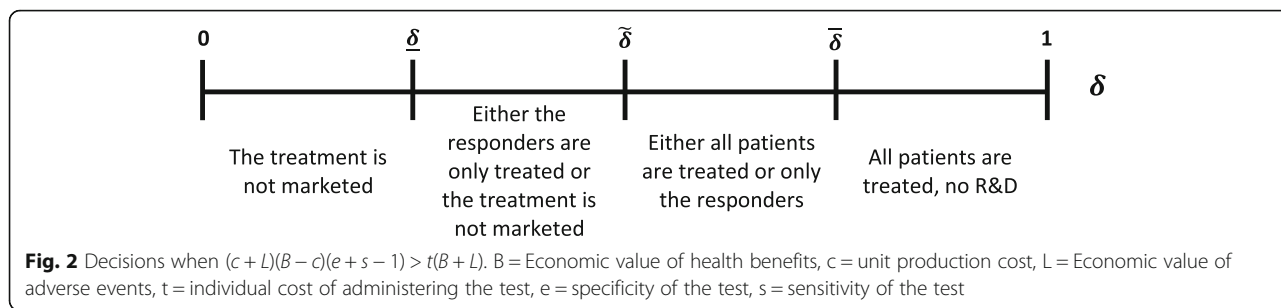 0 δ̲ δ̃ δ̅ 1
δ
The treatment is
not marketed
Either the
responders are
only treated or
the treatment is
not marketed
Either all patients
are treated or only
the responders
All patients are
treated, no R&D
Fig. 2 Decisions when (c + L)(B − c)(e + s − 1) > t(B + L). B = Economic value of health benefits, c = unit production cost, L = Economic value of
adverse events, t = individual cost of administering the test, e = specificity of the test, s = sensitivity of the test